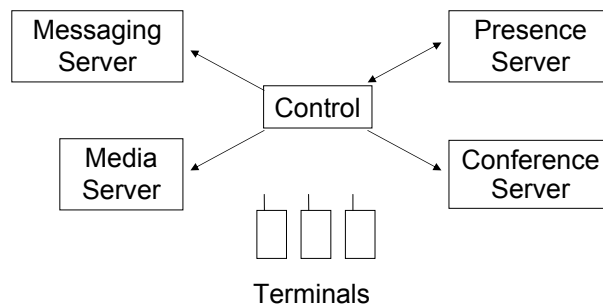 Messaging
Server
Presence
Server
Control
Media
Server
Conference
Server
Terminals